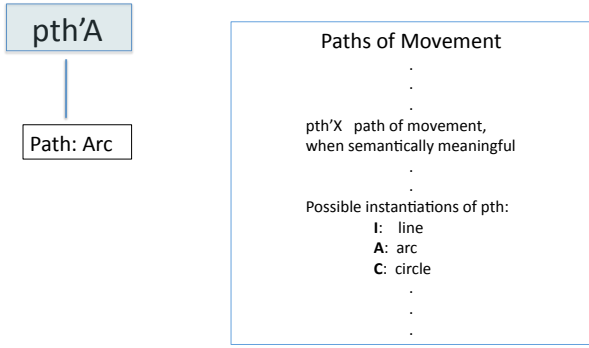 pth’A
Path: Arc
Paths of Movement
.
.
.
pth’X path of movement,
when semantically meaningful
.
.
Possible instantiations of pth:
I: line
A: arc
C: circle
.
.
.